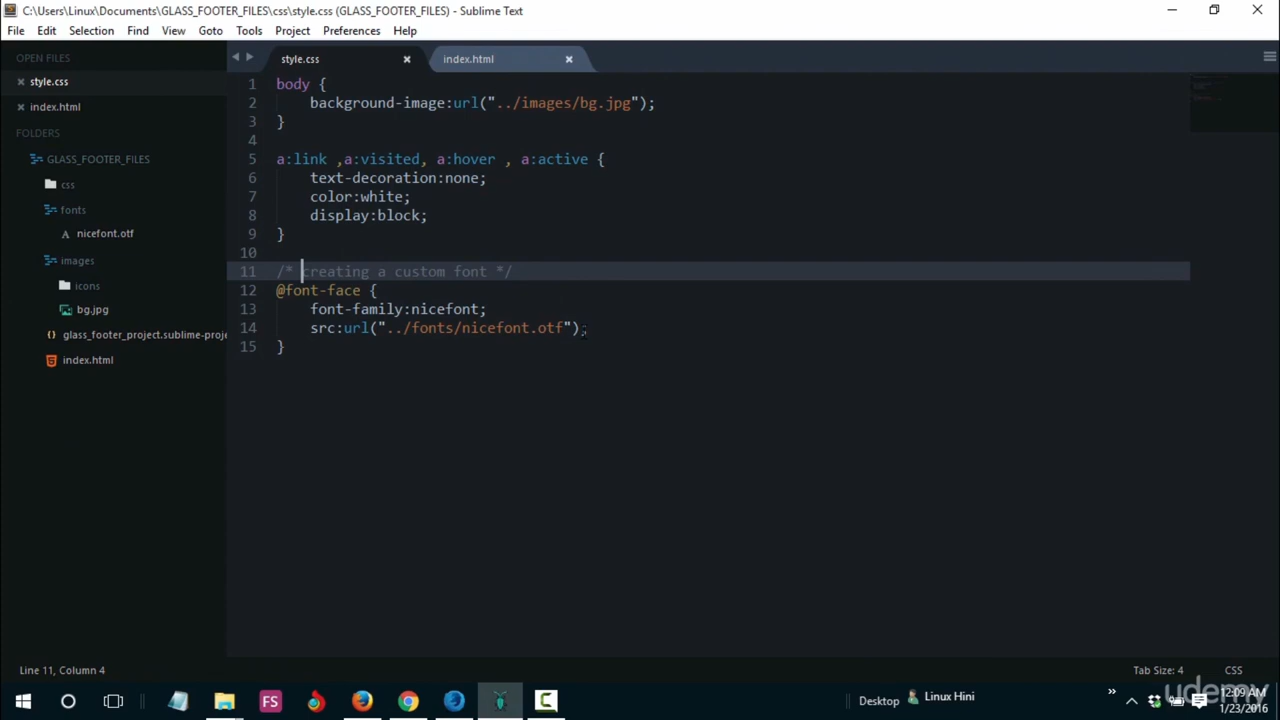 C:\Users\Linux\Documents\GLASS_FOOTER_FILES\css\style.css (GLASS_FOOTER_FILES) - Sublime Text
File Edit Selection Find View Goto Tools Project Preferences Help
OPEN FILES
style.css
index.html
FOLDERS
GLASS_FOOTER_FILES
css
fonts
nicefont.otf
images
icons
bg.jpg
glass_footer_project.sublime-proje
index.html
style.css index.html
1 body {
2 background-image:url("../images/bg.jpg");
3 }
4
5 a:link ,a:visited, a:hover , a:active {
6 text-decoration:none;
7 color:white;
8 display:block;
9 }
10
11 /* creating a custom font */
12 @font-face {
13 font-family:nicefont;
14 src:url("../fonts/nicefont.otf");
15 }
Line 11, Column 4 Tab Size: 4 CSS
FS Desktop Linux Hini 12:09 AM
1/23/2016
udemy